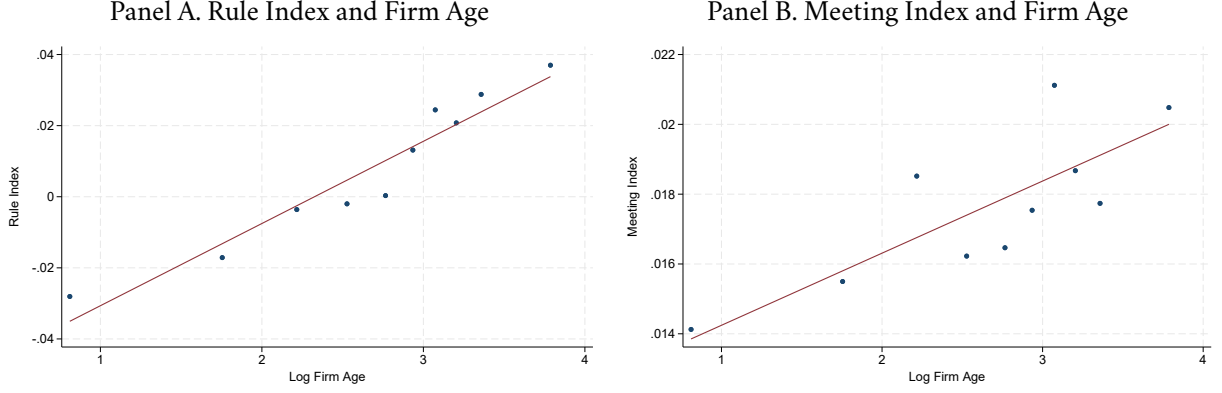 Panel A. Rule Index and Firm Age
.04
.02
0
-.02
-.04
Rule Index
1 2 3 4
Log Firm Age
Panel B. Meeting Index and Firm Age
.022
.02
.018
.016
.014
Meeting Index
1 2 3 4
Log Firm Age